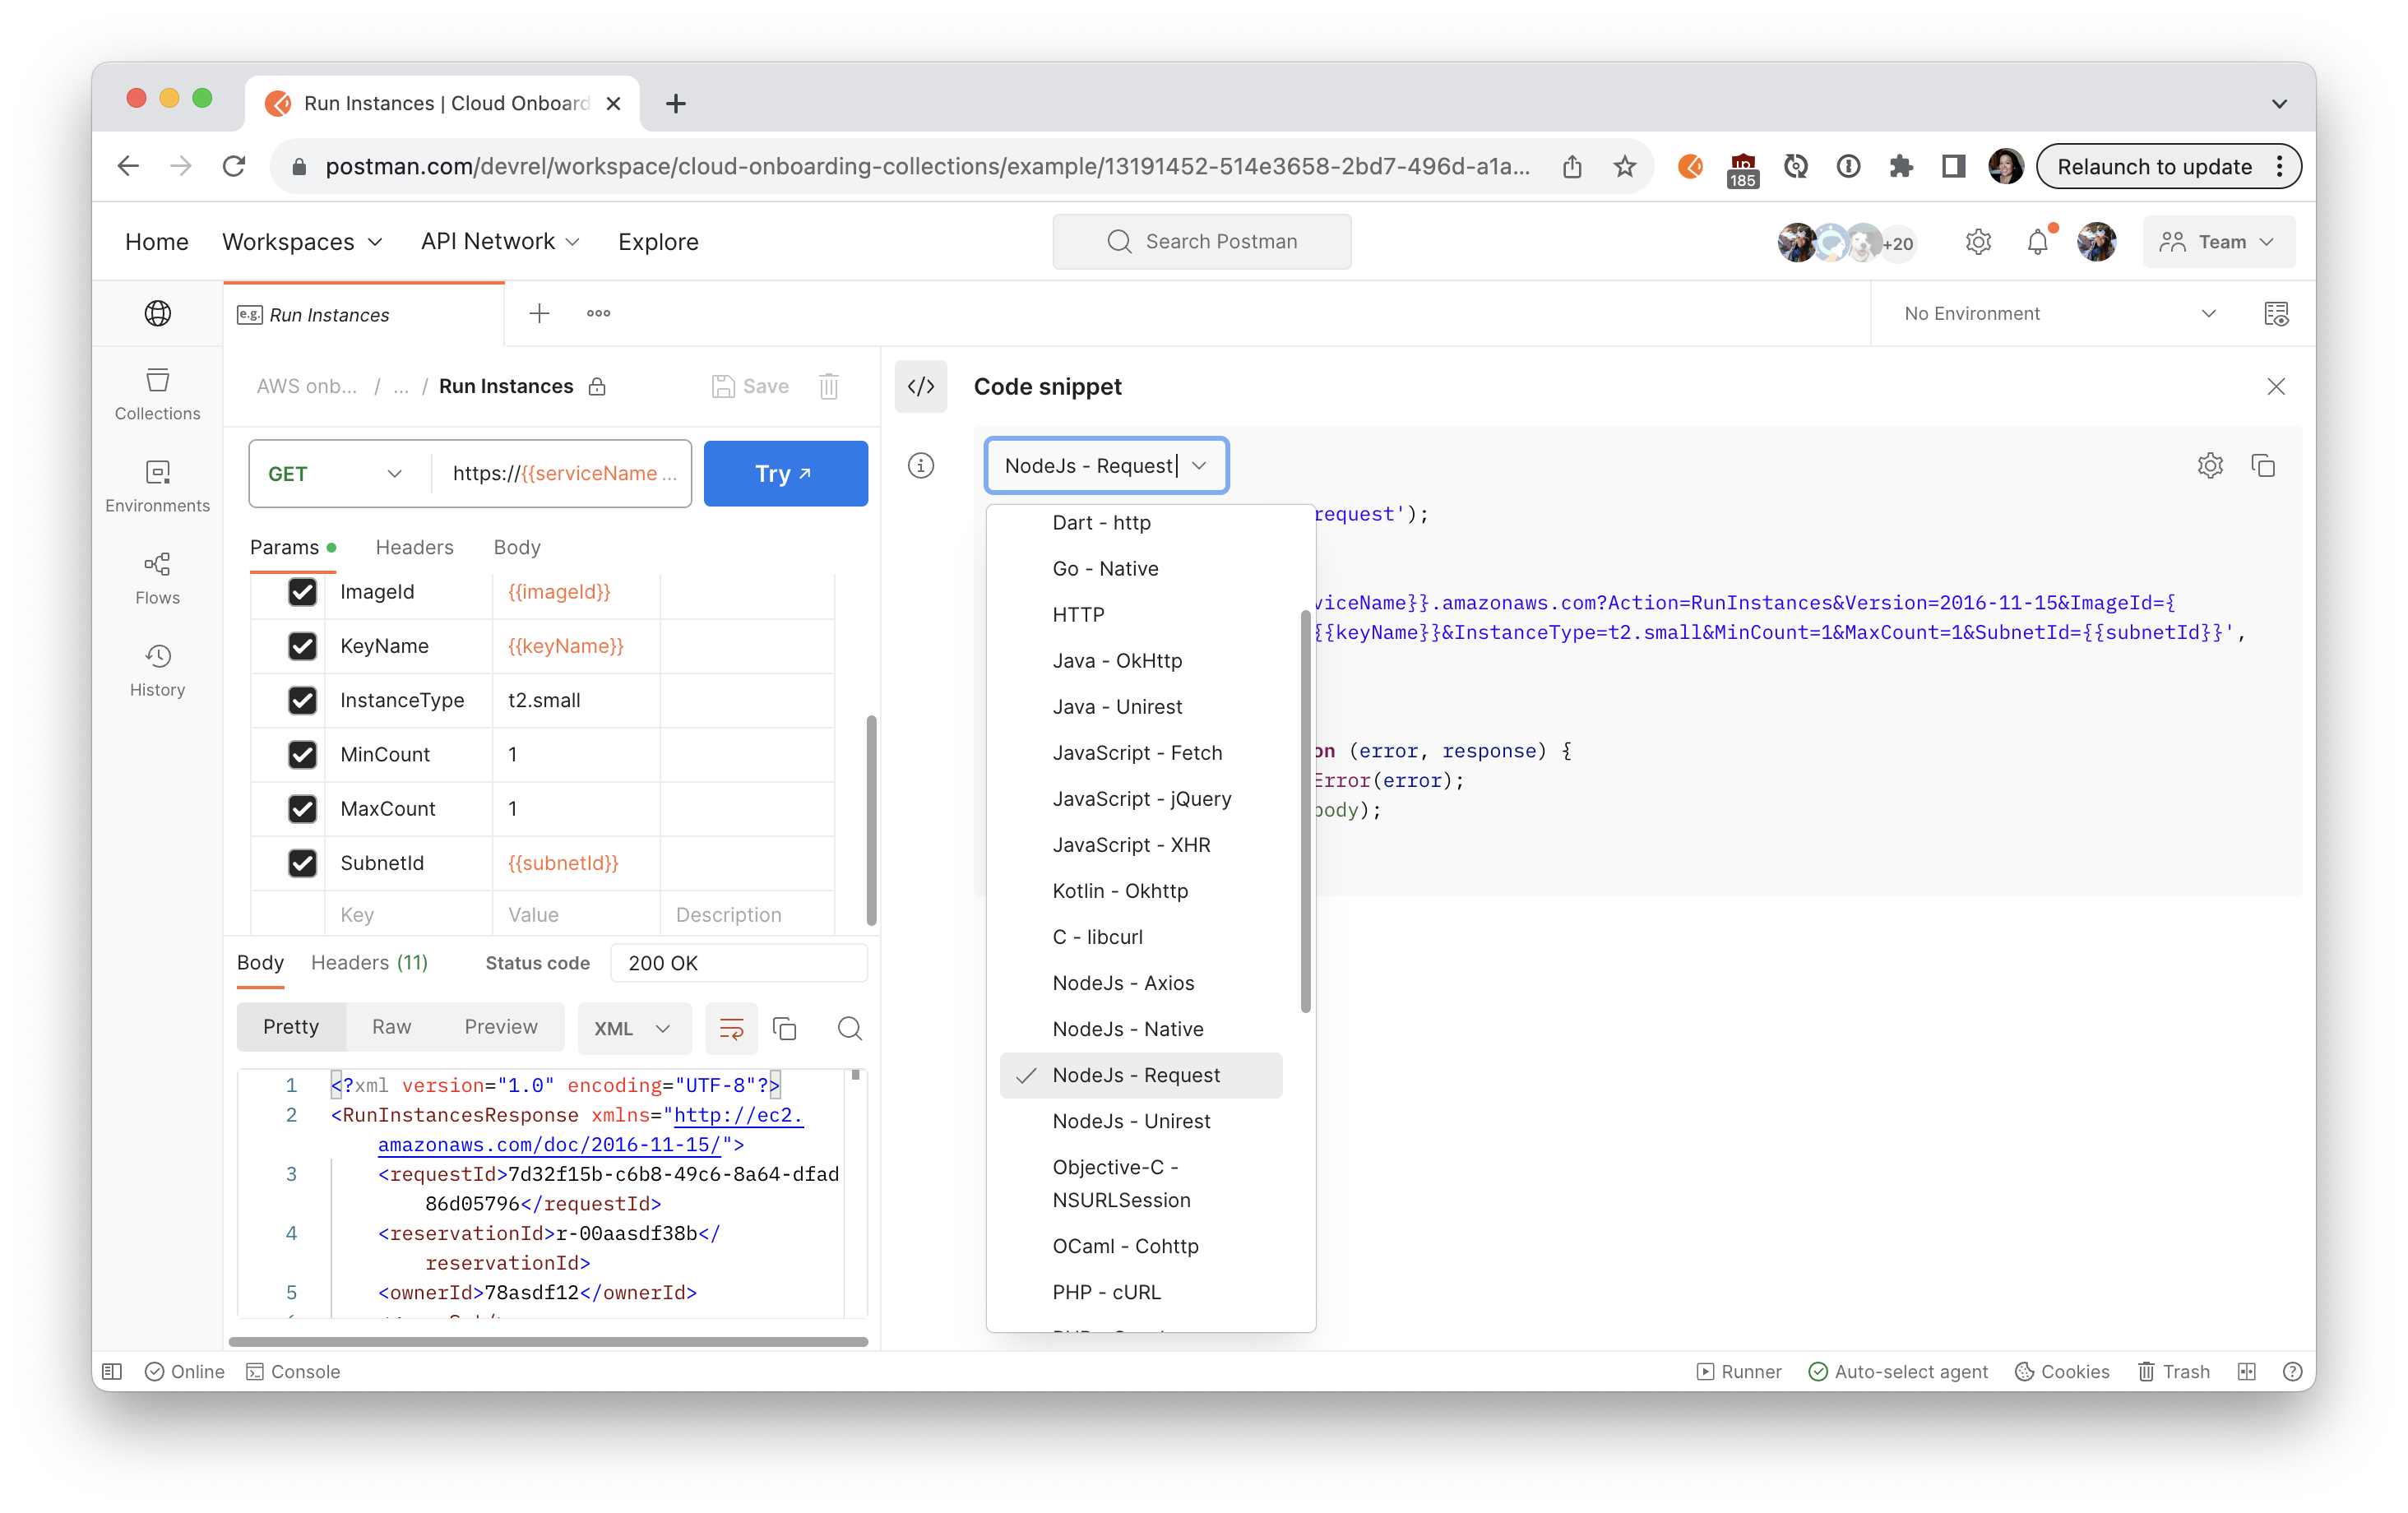 Run Instances | Cloud Onboard
postman.com/devrel/workspace/cloud-onboarding-collections/example/13191452-514e3658-2bd7-496d-a1a...
185
Relaunch to update
Home
Workspaces
API Network
Explore
Search Postman
+20
Team
e.g. Run Instances
No Environment
Collections
Environments
Flows
History
AWS onb... / ... / Run Instances
Save
GET
https://{{serviceName ...
Try
Params
Headers
Body
ImageId {{imageId}}
KeyName {{keyName}}
InstanceType t2.small
MinCount 1
MaxCount 1
SubnetId {{subnetId}}
Key Value Description
Body
Headers (11)
Status code
200 OK
Pretty
Raw
Preview
XML
1 <?xml version="1.0" encoding="UTF-8"?>
2 <RunInstancesResponse xmlns="http://ec2.
amazonaws.com/doc/2016-11-15/">
3 <requestId>7d32f15b-c6b8-49c6-8a64-dfad
86d05796</requestId>
4 <reservationId>r-00aasdf38b</
reservationId>
5 <ownerId>78asdf12</ownerId>
</>
Code snippet
NodeJs - Request
request');
viceName}}.amazonaws.com?Action=RunInstances&Version=2016-11-15&ImageId={
{{keyName}}&InstanceType=t2.small&MinCount=1&MaxCount=1&SubnetId={{subnetId}}',
on (error, response) {
Error(error);
body);
Dart - http
Go - Native
HTTP
Java - OkHttp
Java - Unirest
JavaScript - Fetch
JavaScript - jQuery
JavaScript - XHR
Kotlin - Okhttp
C - libcurl
NodeJs - Axios
NodeJs - Native
NodeJs - Request
NodeJs - Unirest
Objective-C -
NSURLSession
OCaml - Cohttp
PHP - cURL
Online
Console
Runner
Auto-select agent
Cookies
Trash